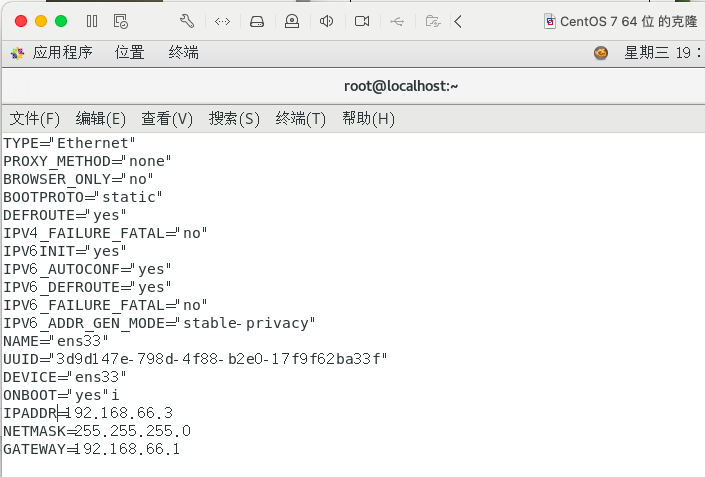 CentOS 7 64 位 的克隆
应用程序 位置 终端 星期三 19：
root@localhost:~
文件(F) 编辑(E) 查看(V) 搜索(S) 终端(T) 帮助(H)
TYPE="Ethernet"
PROXY_METHOD="none"
BROWSER_ONLY="no"
BOOTPROTO="static"
DEFROUTE="yes"
IPV4_FAILURE_FATAL="no"
IPV6INIT="yes"
IPV6_AUTOCONF="yes"
IPV6_DEFROUTE="yes"
IPV6_FAILURE_FATAL="no"
IPV6_ADDR_GEN_MODE="stable-privacy"
NAME="ens33"
UUID="3d9d147e-798d-4f88-b2e0-17f9f62ba33f"
DEVICE="ens33"
ONBOOT="yes"i
IPADDR=192.168.66.3
NETMASK=255.255.255.0
GATEWAY=192.168.66.1